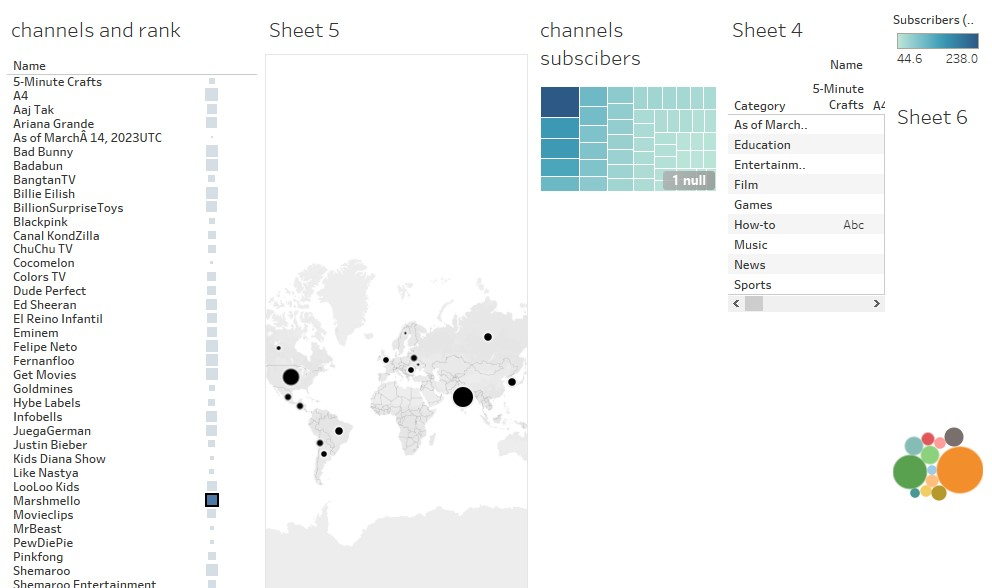 channels and rank
Name
5-Minute Crafts
A4
Aaj Tak
Ariana Grande
As of MarchÂ 14, 2023UTC
Bad Bunny
Badabun
BangtanTV
Billie Eilish
BillionSurpriseToys
Blackpink
Canal KondZilla
ChuChu TV
Cocomelon
Colors TV
Dude Perfect
Ed Sheeran
El Reino Infantil
Eminem
Felipe Neto
Fernanfloo
Get Movies
Goldmines
Hybe Labels
Infobells
JuegaGerman
Justin Bieber
Kids Diana Show
Like Nastya
LooLoo Kids
Marshmello
Movieclips
MrBeast
PewDiePie
Pinkfong
Shemaroo
Shemaroo Entertainment
Sheet 5
channels
subscibers
1 null
Sheet 4
Name
5-Minute
Category Crafts A4
As of March..
Education
Entertainm..
Film
Games
How-to Abc
Music
News
Sports
Subscribers (..
44.6 238.0
Sheet 6